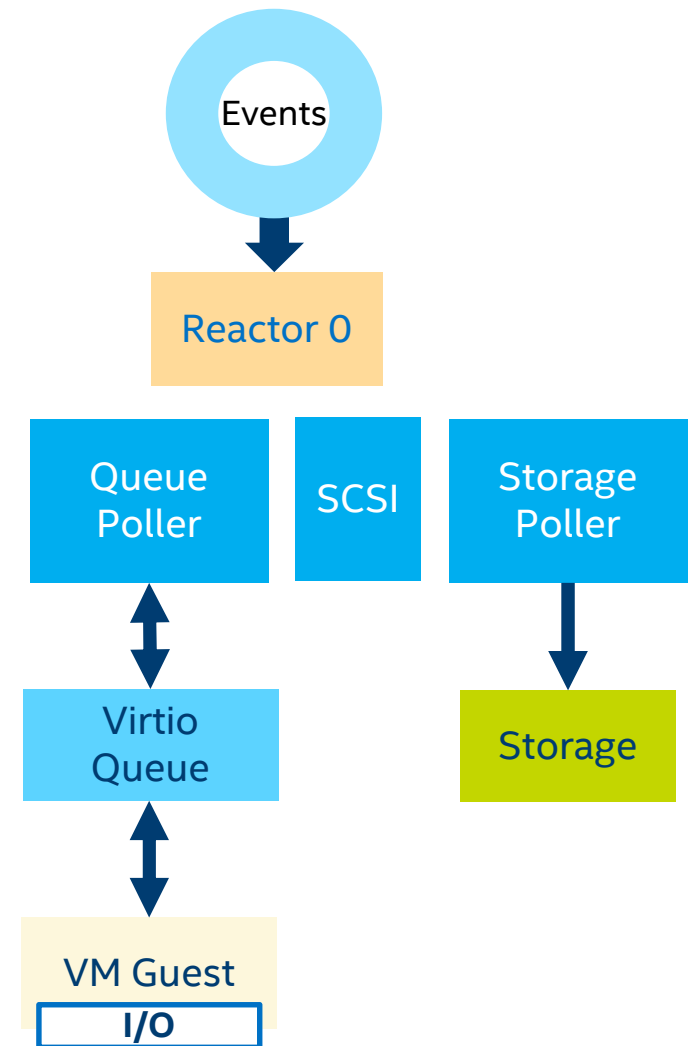 Events
Reactor 0
Queue
Poller
SCSI
Storage
Poller
Virtio
Queue
Storage
VM Guest
I/O